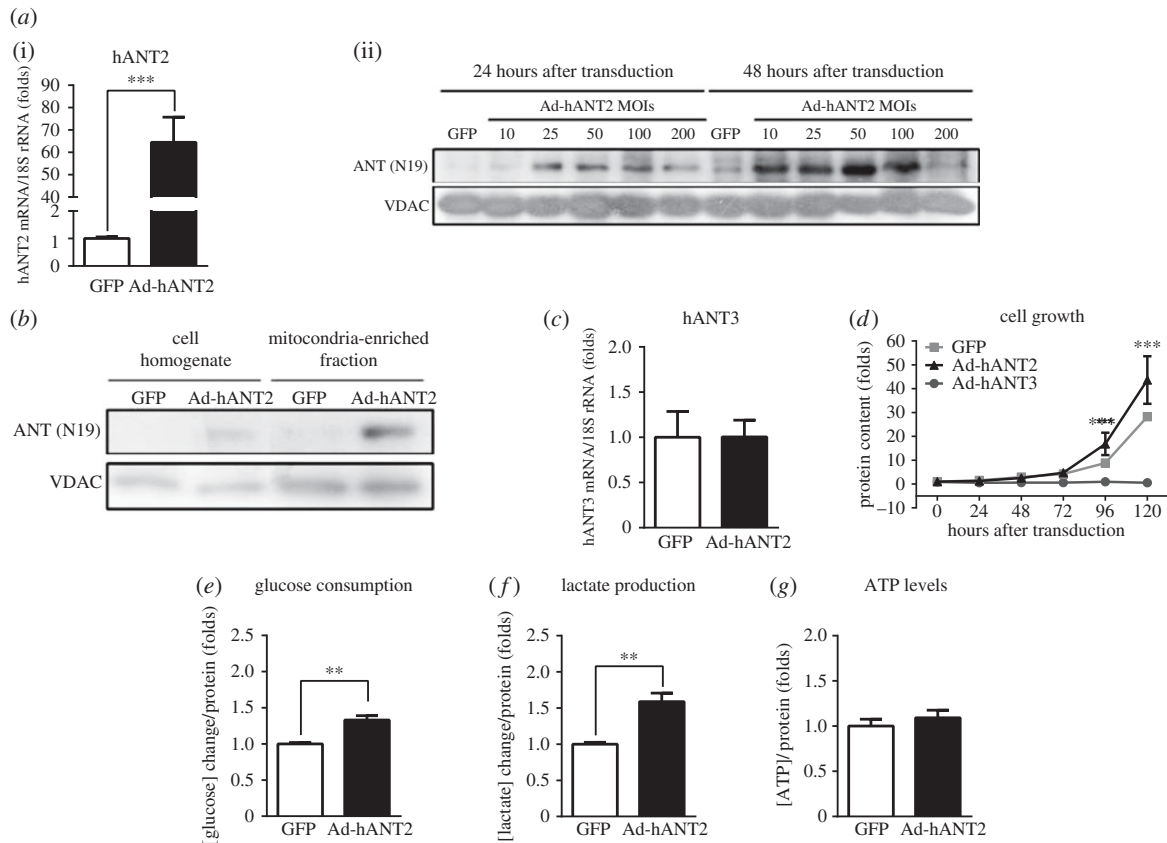 (a)
(i)
hANT2
***
hANT2 mRNA/18S rRNA (folds)
90
80
70
60
50
40
2
1
0
GFP Ad-hANT2
(ii)
24 hours after transduction 48 hours after transduction
Ad-hANT2 MOIs Ad-hANT2 MOIs
GFP 10 25 50 100 200 GFP 10 25 50 100 200
ANT (N19)
VDAC
(b)
cell homogenate
mitocondria-enriched fraction
GFP Ad-hANT2 GFP Ad-hANT2
ANT (N19)
VDAC
(c)
hANT3
hANT3 mRNA/18S rRNA (folds)
2.0
1.5
1.0
0.5
0
GFP Ad-hANT2
(d)
cell growth
protein content (folds)
60
50
40
30
20
10
0
−10
GFP
Ad-hANT2
Ad-hANT3
***
***
0 24 48 72 96 120
hours after transduction
(e)
glucose consumption
[glucose] change/protein (folds)
2.5
2.0
1.5
1.0
0.5
0
**
GFP Ad-hANT2
(f)
lactate production
[lactate] change/protein (folds)
2.5
2.0
1.5
1.0
0.5
0
**
GFP Ad-hANT2
(g)
ATP levels
[ATP]/ protein (folds)
2.0
1.5
1.0
0.5
0
GFP Ad-hANT2